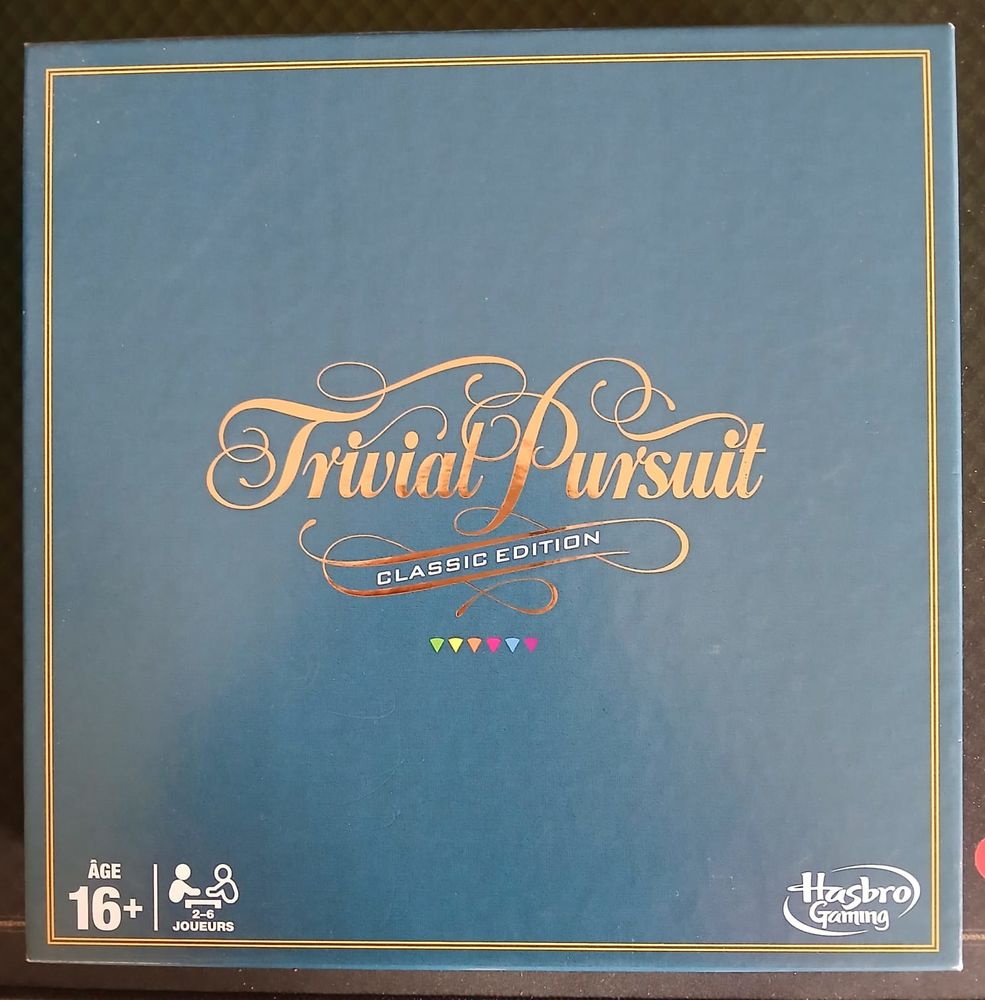 Trivial Pursuit
CLASSIC EDITION
ÂGE
16+
2-6
JOUEURS
Hasbro
Gaming